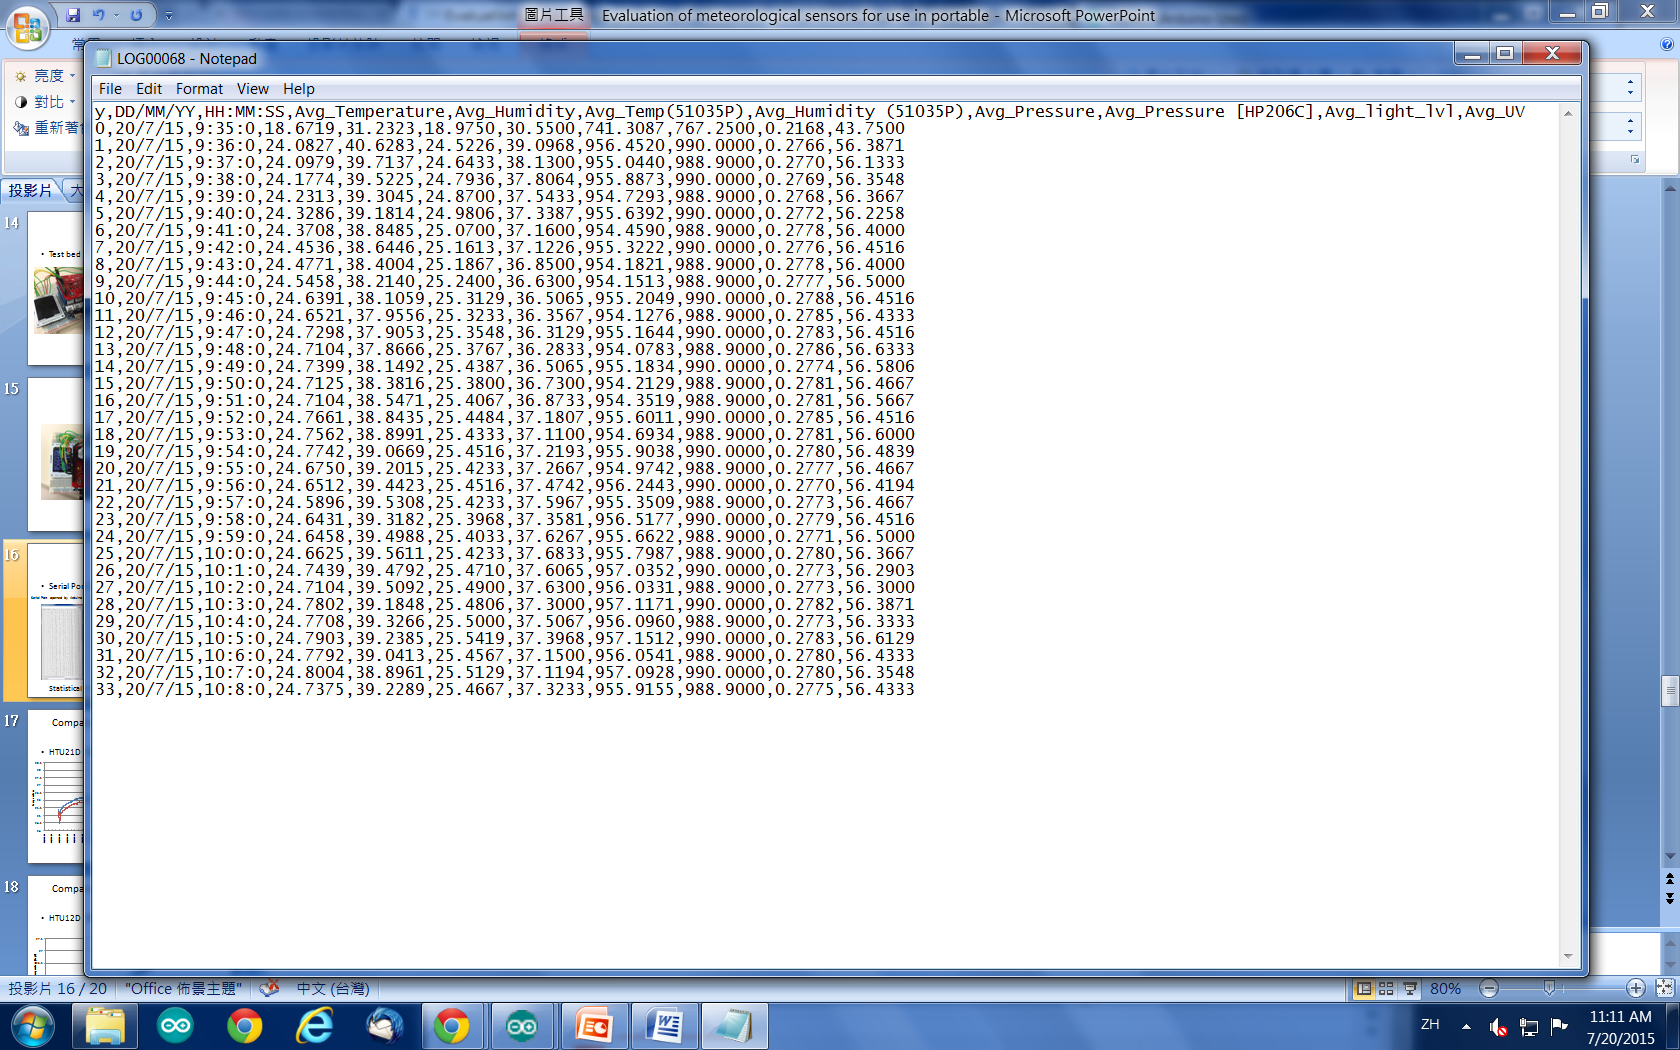 圖片工具 Evaluation of meteorological sensors for use in portable - Microsoft PowerPoint
亮度
對比
投影片
LOG00068 - Notepad
File Edit Format View Help
y,DD/MM/YY,HH:MM:SS,Avg_Temperature,Avg_Humidity,Avg_Temp(51035P),Avg_Humidity (51035P),Avg_Pressure,Avg_Pressure [HP206C],Avg_light_lvl,Avg_UV
0,20/7/15,9:35:0,18.6719,31.2323,18.9750,30.5500,741.3087,767.2500,0.2168,43.7500
1,20/7/15,9:36:0,24.0827,40.6283,24.5226,39.0968,956.4520,990.0000,0.2766,56.3871
2,20/7/15,9:37:0,24.0979,39.7137,24.6433,38.1300,955.0440,988.9000,0.2770,56.1333
3,20/7/15,9:38:0,24.1774,39.5225,24.7936,37.8064,955.8873,990.0000,0.2769,56.3548
4,20/7/15,9:39:0,24.2313,39.3045,24.8700,37.5433,954.7293,988.9000,0.2768,56.3667
5,20/7/15,9:40:0,24.3286,39.1814,24.9806,37.3387,955.6392,990.0000,0.2772,56.2258
6,20/7/15,9:41:0,24.3708,38.8485,25.0700,37.1600,954.4590,988.9000,0.2778,56.4000
7,20/7/15,9:42:0,24.4536,38.6446,25.1613,37.1226,955.3222,990.0000,0.2776,56.4516
8,20/7/15,9:43:0,24.4771,38.4004,25.1867,36.8500,954.1821,988.9000,0.2778,56.4000
9,20/7/15,9:44:0,24.5458,38.2140,25.2400,36.6300,954.1513,988.9000,0.2777,56.5000
10,20/7/15,9:45:0,24.6391,38.1059,25.3129,36.5065,955.2049,990.0000,0.2788,56.4516
11,20/7/15,9:46:0,24.6521,37.9556,25.3233,36.3567,954.1276,988.9000,0.2785,56.4333
12,20/7/15,9:47:0,24.7298,37.9053,25.3548,36.3129,955.1644,990.0000,0.2783,56.4516
13,20/7/15,9:48:0,24.7104,37.8666,25.3767,36.2833,954.0783,988.9000,0.2786,56.6333
14,20/7/15,9:49:0,24.7399,38.1492,25.4387,36.5065,955.1834,990.0000,0.2774,56.5806
15,20/7/15,9:50:0,24.7125,38.3816,25.3800,36.7300,954.2129,988.9000,0.2781,56.4667
16,20/7/15,9:51:0,24.7104,38.5471,25.4067,36.8733,954.3519,988.9000,0.2781,56.5667
17,20/7/15,9:52:0,24.7661,38.8435,25.4484,37.1807,955.6011,990.0000,0.2785,56.4516
18,20/7/15,9:53:0,24.7562,38.8991,25.4333,37.1100,954.6934,988.9000,0.2781,56.6000
19,20/7/15,9:54:0,24.7742,39.0669,25.4516,37.2193,955.9038,990.0000,0.2780,56.4839
20,20/7/15,9:55:0,24.6750,39.2015,25.4233,37.2667,954.9742,988.9000,0.2777,56.4667
21,20/7/15,9:56:0,24.6512,39.4423,25.4516,37.4742,956.2443,990.0000,0.2770,56.4194
22,20/7/15,9:57:0,24.5896,39.5308,25.4233,37.5967,955.3509,988.9000,0.2773,56.4667
23,20/7/15,9:58:0,24.6431,39.3182,25.3968,37.3581,956.5177,990.0000,0.2779,56.4516
24,20/7/15,9:59:0,24.6458,39.4988,25.4033,37.6267,955.6622,988.9000,0.2771,56.5000
25,20/7/15,10:0:0,24.6625,39.5611,25.4233,37.6833,955.7987,988.9000,0.2780,56.3667
26,20/7/15,10:1:0,24.7439,39.4792,25.4710,37.6065,957.0352,990.0000,0.2773,56.2903
27,20/7/15,10:2:0,24.7104,39.5092,25.4900,37.6300,956.0331,988.9000,0.2773,56.3000
28,20/7/15,10:3:0,24.7802,39.1848,25.4806,37.3000,957.1171,990.0000,0.2782,56.3871
29,20/7/15,10:4:0,24.7708,39.3266,25.5000,37.5067,956.0960,988.9000,0.2773,56.3333
30,20/7/15,10:5:0,24.7903,39.2385,25.5419,37.3968,957.1512,990.0000,0.2783,56.6129
31,20/7/15,10:6:0,24.7792,39.0413,25.4567,37.1500,956.0541,988.9000,0.2780,56.4333
32,20/7/15,10:7:0,24.8004,38.8961,25.5129,37.1194,957.0928,990.0000,0.2780,56.3548
33,20/7/15,10:8:0,24.7375,39.2289,25.4667,37.3233,955.9155,988.9000,0.2775,56.4333
14
• Test bed
15
16
• Serial Por
Statistical
17
Compa
• HTU21D
18
Compa
• HTU12D
投影片 16 / 20 "Office 佈景主題" 中文 (台灣) 80%
ZH 11:11 AM
7/20/2015